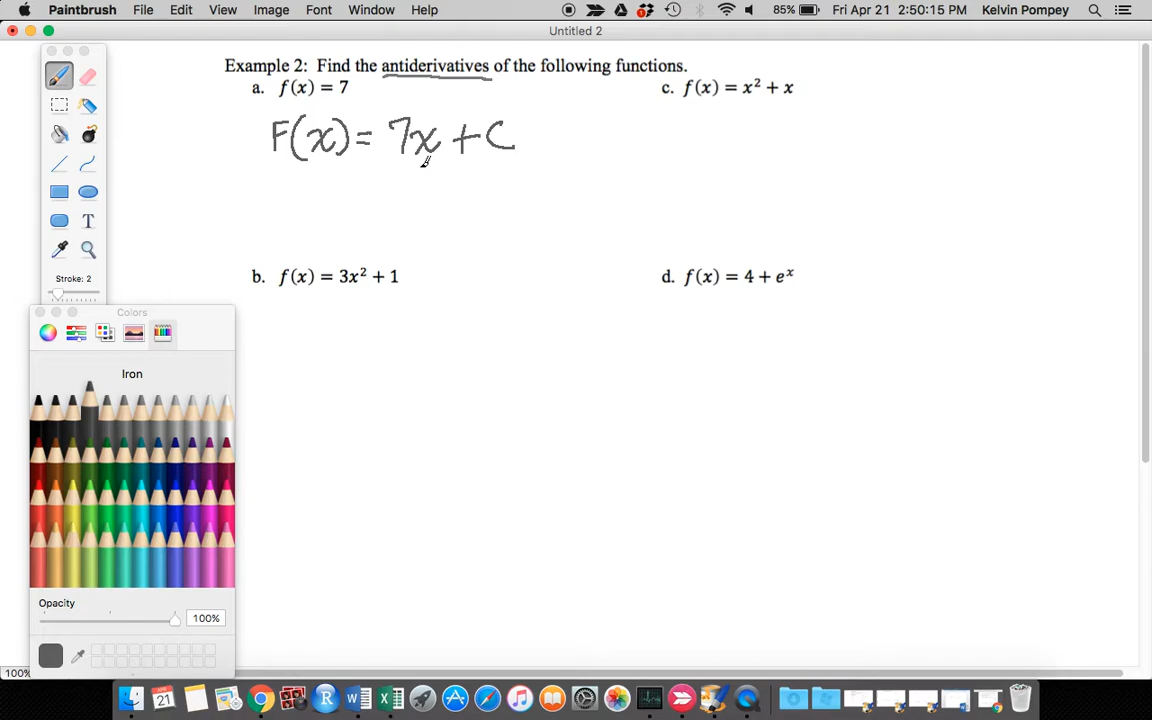 Paintbrush File Edit View Image Font Window Help 85% Fri Apr 21 2:50:15 PM Kelvin Pompey
Untitled 2
Example 2: Find the antiderivatives of the following functions.
a. f(x) = 7
c. f(x) = x² + x
F(x) = 7x + C
b. f(x) = 3x² + 1
d. f(x) = 4 + eˣ
T
Stroke: 2
Colors
Iron
Opacity
100%
100%
APR
21
R
W
X
A